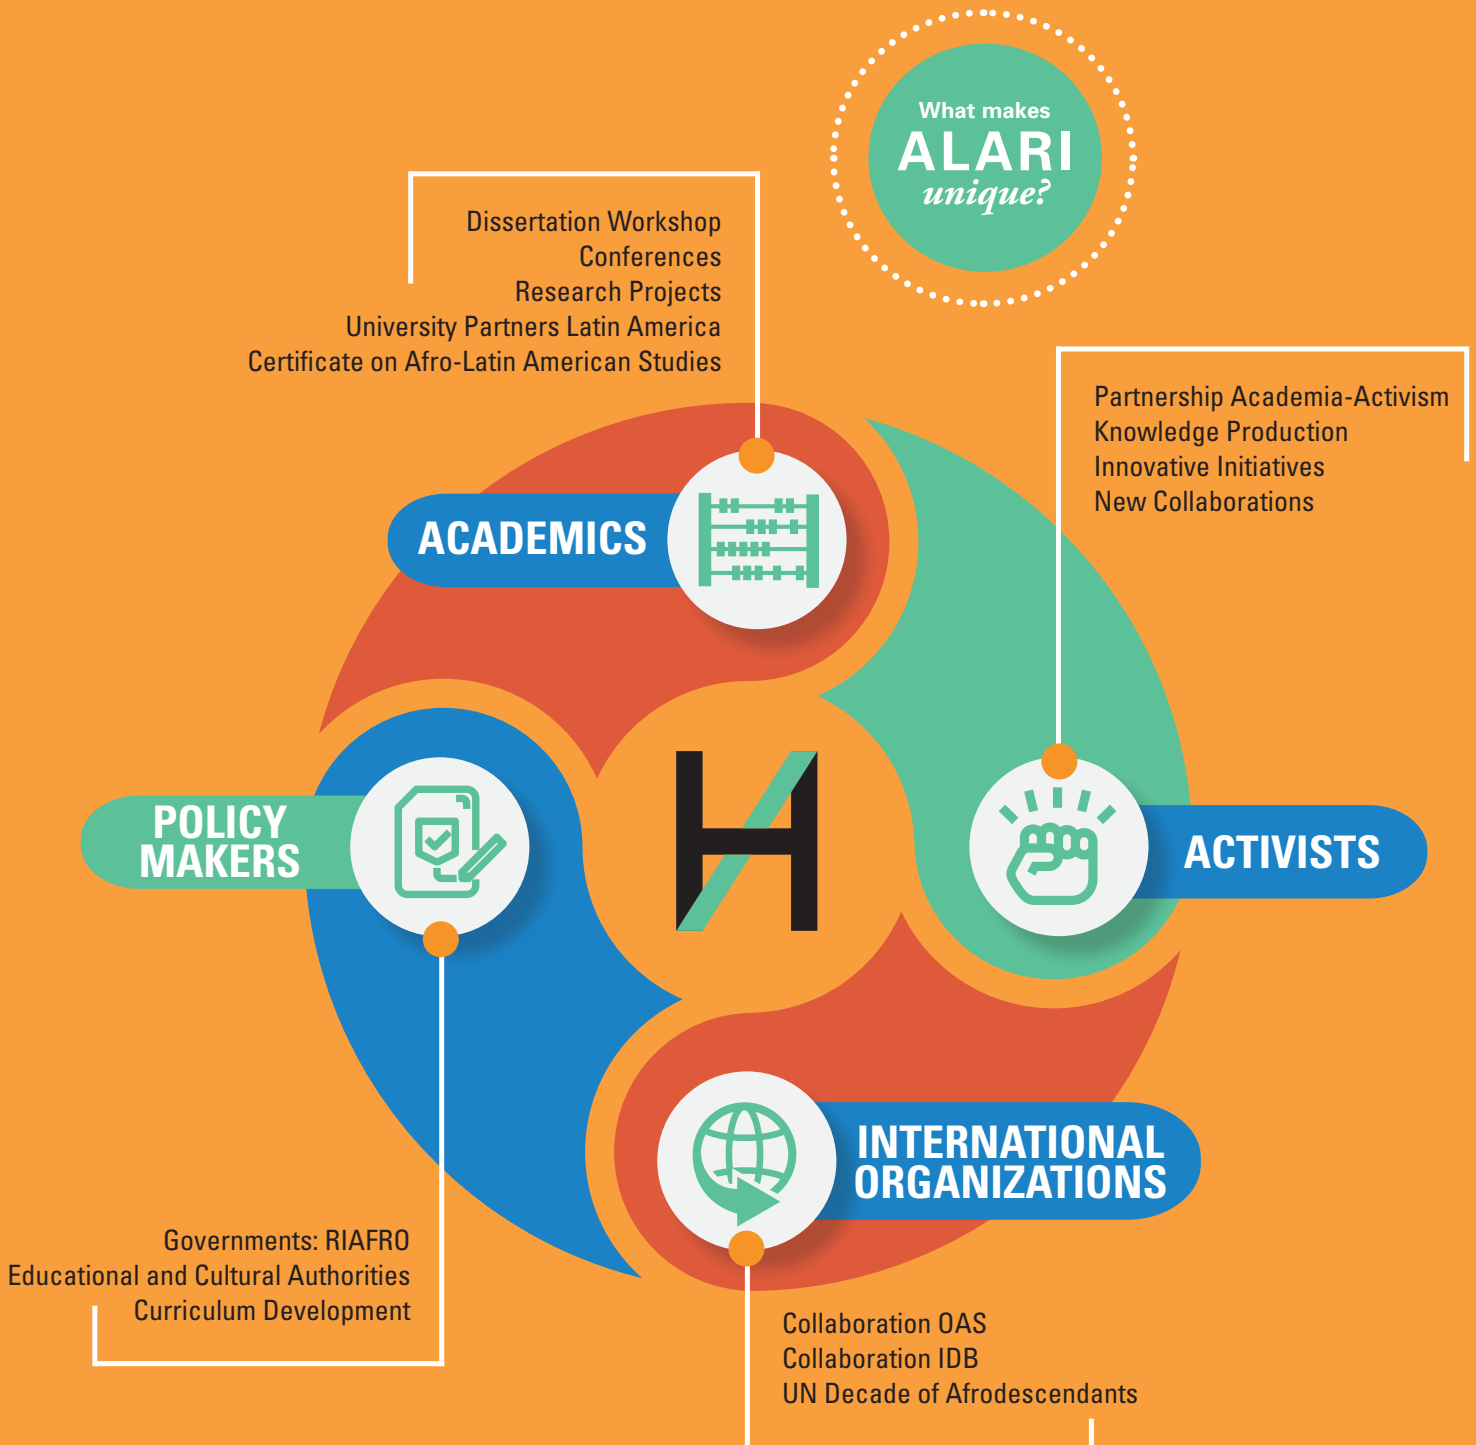 What makes
ALARI
unique?
Dissertation Workshop
Conferences
Research Projects
University Partners Latin America
Certificate on Afro-Latin American Studies
Partnership Academia-Activism
Knowledge Production
Innovative Initiatives
New Collaborations
ACADEMICS
POLICY
MAKERS
ACTIVISTS
INTERNATIONAL
ORGANIZATIONS
Governments: RIAFRO
Educational and Cultural Authorities
Curriculum Development
Collaboration OAS
Collaboration IDB
UN Decade of Afrodescendants